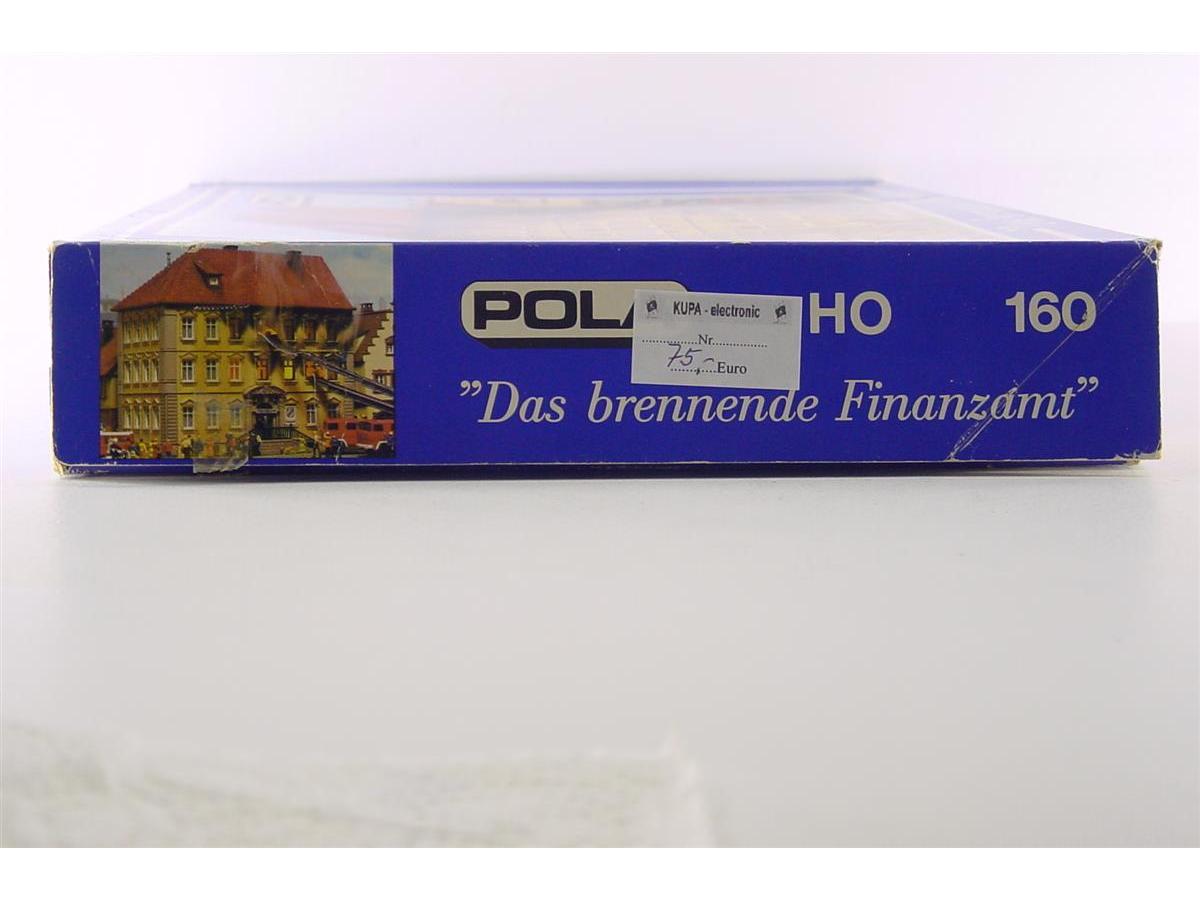 POLA HO 160
KUPA - electronic
................Nr................
75,-......Euro
"Das brennende Finanzamt"